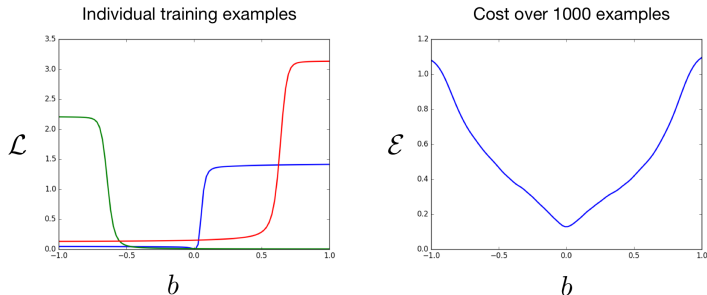 Individual training examples
3.5
3.0
2.5
2.0
1.5
1.0
0.5
0.0
ℒ
−1.0 −0.5 0.0 0.5 1.0
b
Cost over 1000 examples
1.2
1.0
0.8
0.6
0.4
0.2
0.0
ℰ
−1.0 −0.5 0.0 0.5 1.0
b